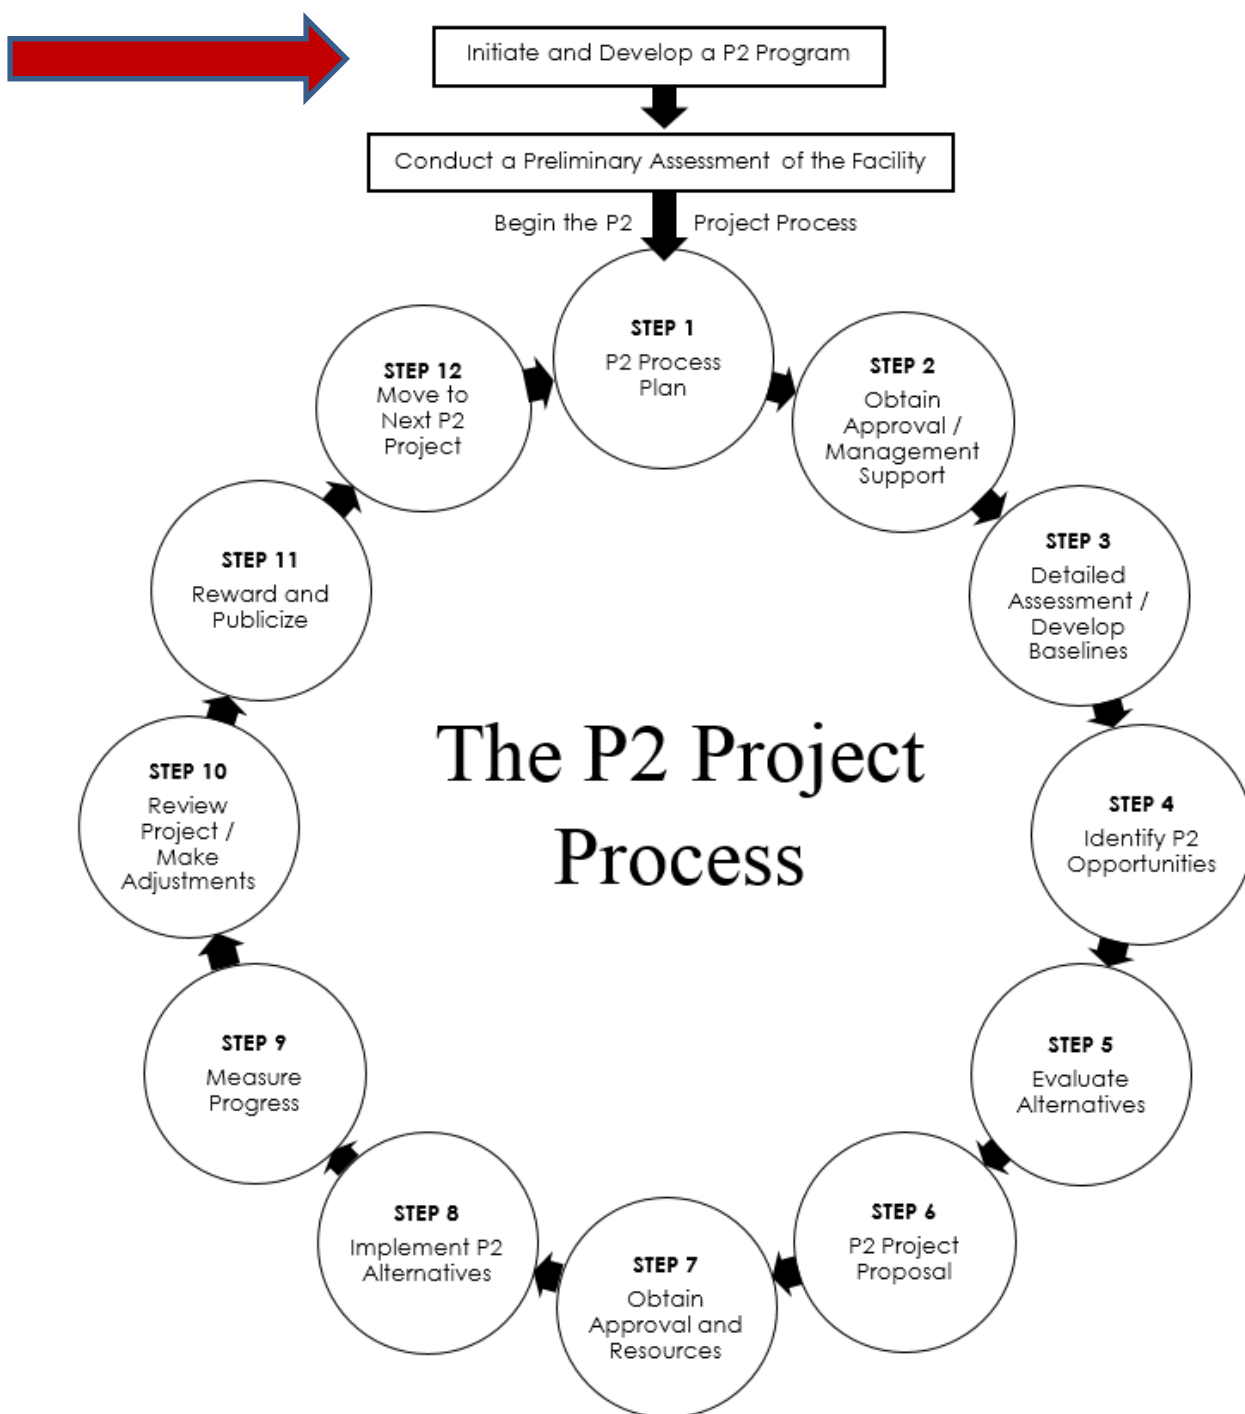 Initiate and Develop a P2 Program
Conduct a Preliminary Assessment of the Facility
Begin the P2 Project Process
STEP 1
P2 Process
Plan
STEP 2
Obtain
Approval /
Management
Support
STEP 3
Detailed
Assessment /
Develop
Baselines
STEP 4
Identify P2
Opportunities
STEP 5
Evaluate
Alternatives
STEP 6
P2 Project
Proposal
STEP 7
Obtain
Approval and
Resources
STEP 8
Implement P2
Alternatives
STEP 9
Measure
Progress
STEP 10
Review
Project /
Make
Adjustments
STEP 11
Reward and
Publicize
STEP 12
Move to
Next P2
Project
The P2 Project
Process